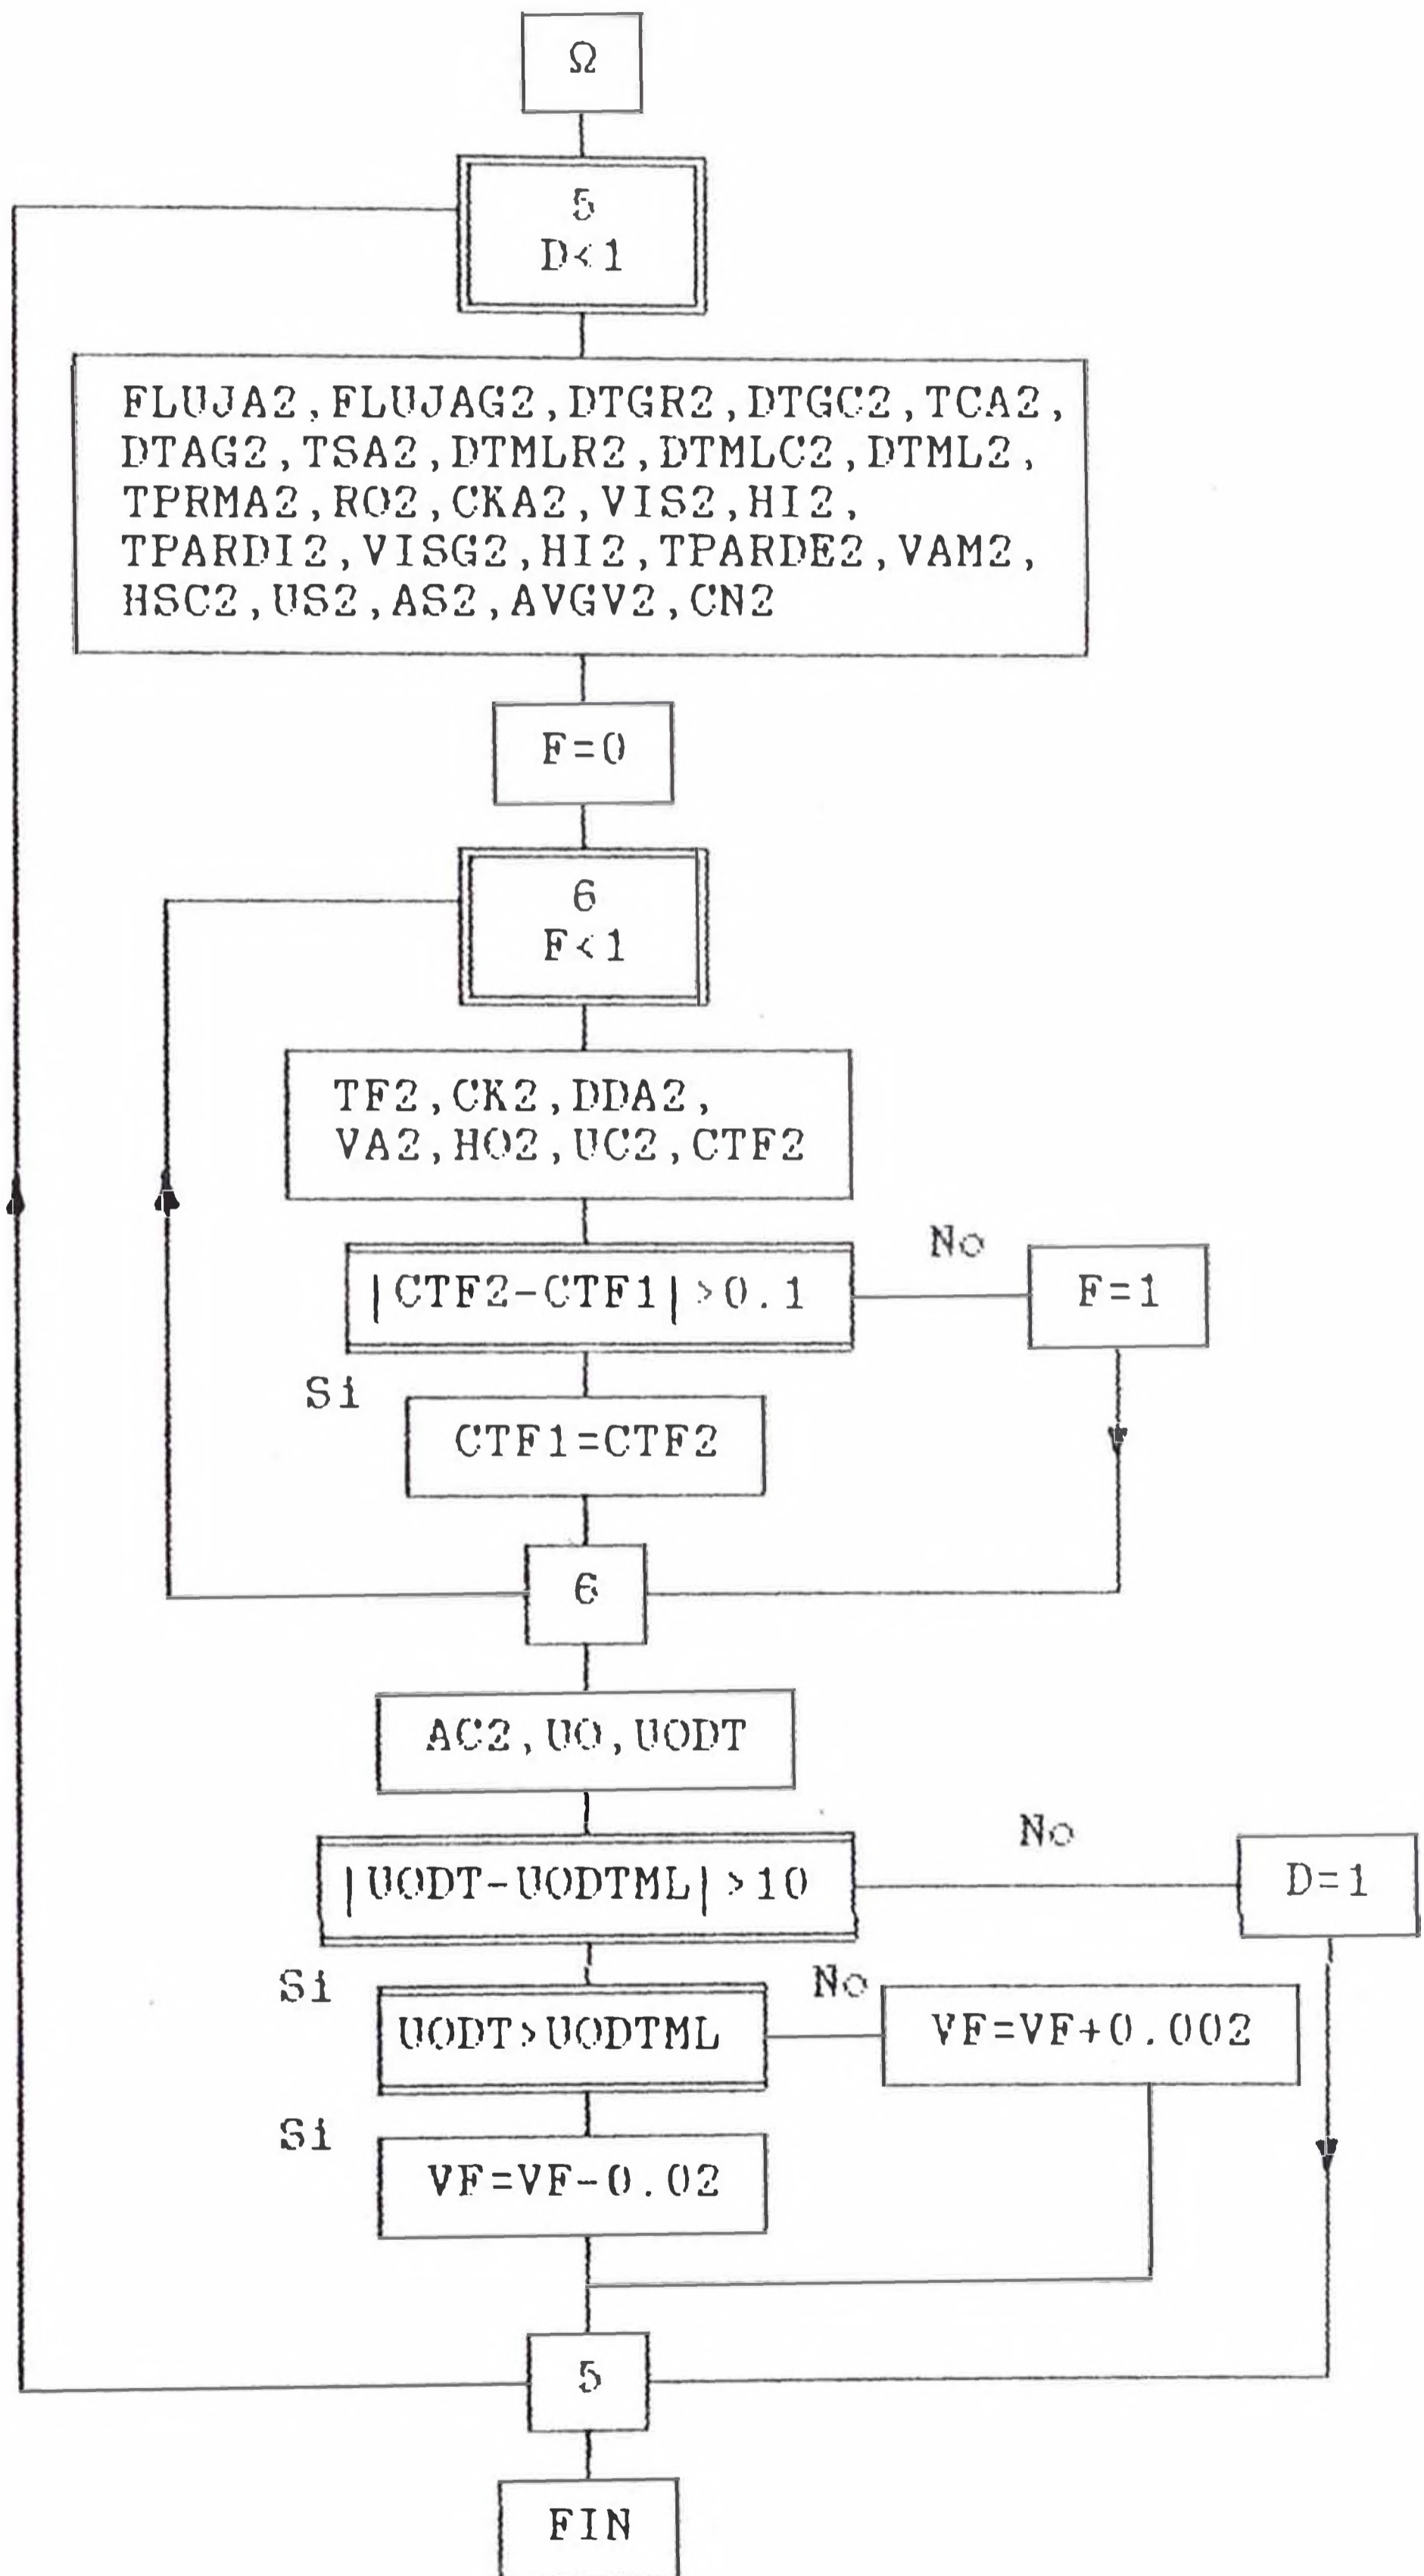 Ω
5
D<1
FLUJA2,FLUJAG2,DTGR2,DTGC2,TCA2,
DTAG2,TSA2,DTMLR2,DTMLC2,DTML2,
TPRMA2,RO2,CKA2,VIS2,HI2,
TPARDI2,VISG2,HI2,TPARDE2,VAM2,
HSC2,US2,AS2,AVGV2,CN2
F=0
6
F<1
TF2,CK2,DDA2,
VA2,HO2,UC2,CTF2
|CTF2-CTF1|>0.1
No
F=1
Si
CTF1=CTF2
6
AC2,UO,UODT
|UODT-UODTML|>10
No
D=1
Si
UODT>UODTML
No
VF=VF+0.002
Si
VF=VF-0.02
5
FIN